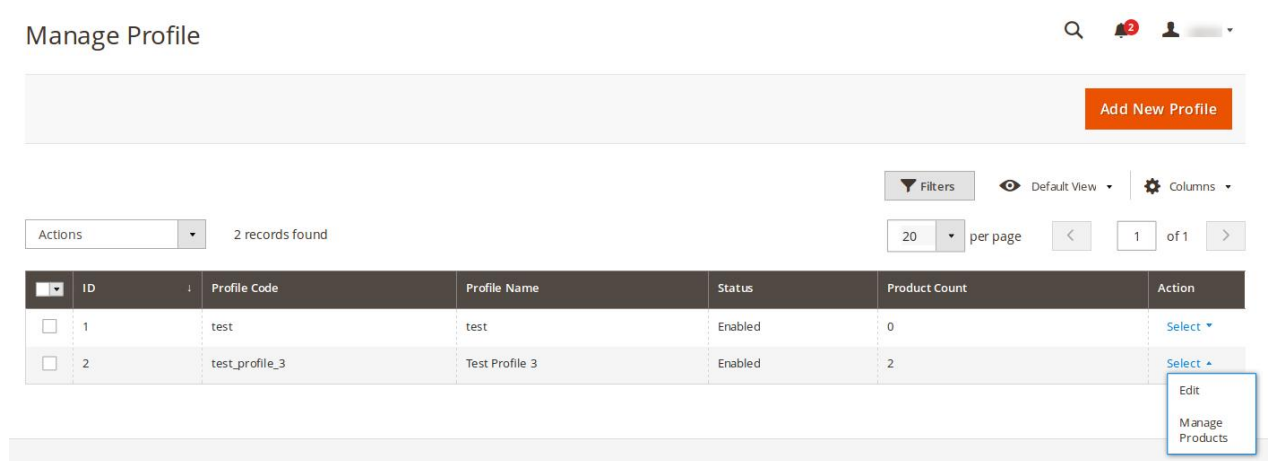 Manage Profile
2
Add New Profile
Filters
Default View
Columns
Actions
2 records found
20
per page
1
of 1
ID ↓ Profile Code Profile Name Status Product Count Action
1 test test Enabled 0 Select
2 test_profile_3 Test Profile 3 Enabled 2 Select
Edit
Manage
Products